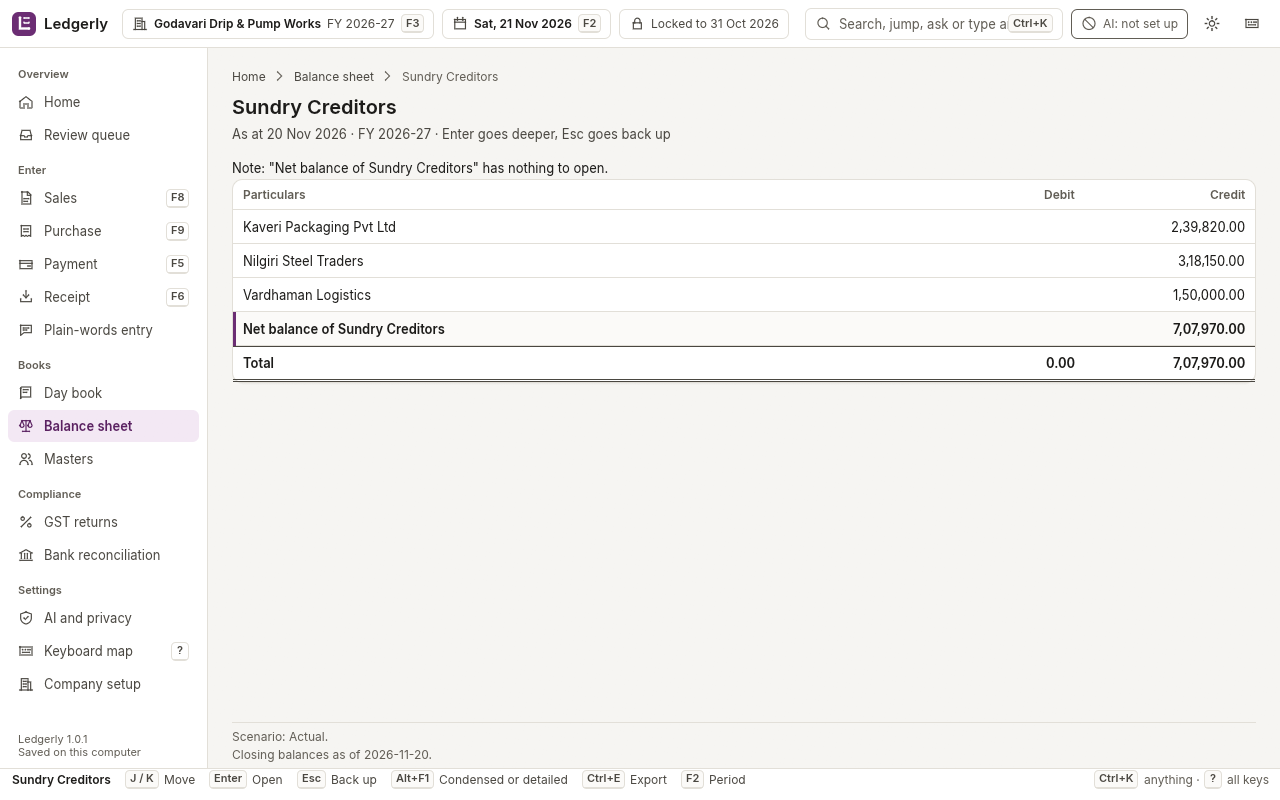 Ledgerly
Godavari Drip & Pump Works FY 2026-27 F3
Sat, 21 Nov 2026 F2
Locked to 31 Oct 2026
Search, jump, ask or type a Ctrl+K
AI: not set up
Overview
Home
Review queue
Enter
Sales F8
Purchase F9
Payment F5
Receipt F6
Plain-words entry
Books
Day book
Balance sheet
Masters
Compliance
GST returns
Bank reconciliation
Settings
AI and privacy
Keyboard map ?
Company setup
Ledgerly 1.0.1
Saved on this computer
Home > Balance sheet > Sundry Creditors
Sundry Creditors
As at 20 Nov 2026 · FY 2026-27 · Enter goes deeper, Esc goes back up
Note: "Net balance of Sundry Creditors" has nothing to open.
Particulars Debit Credit
Kaveri Packaging Pvt Ltd 2,39,820.00
Nilgiri Steel Traders 3,18,150.00
Vardhaman Logistics 1,50,000.00
Net balance of Sundry Creditors 7,07,970.00
Total 0.00 7,07,970.00
Scenario: Actual.
Closing balances as of 2026-11-20.
Sundry Creditors J / K Move Enter Open Esc Back up Alt+F1 Condensed or detailed Ctrl+E Export F2 Period Ctrl+K anything · ? all keys